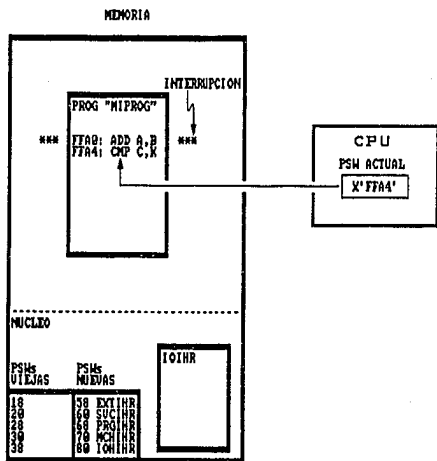 MEMORIA
INTERRUPCION
PROG "MIPROG"
*** FFA0: ADD A,B ***
FFA4: CMP C,X
CPU
PSW ACTUAL
X'FFA4'
NUCLEO
IOIHR
PSWs VIEJAS
PSWs NUEVAS
18 58 EXTIHR
20 60 SVCIHR
28 68 PROIHR
30 70 MCHIHR
38 80 IOHIHR